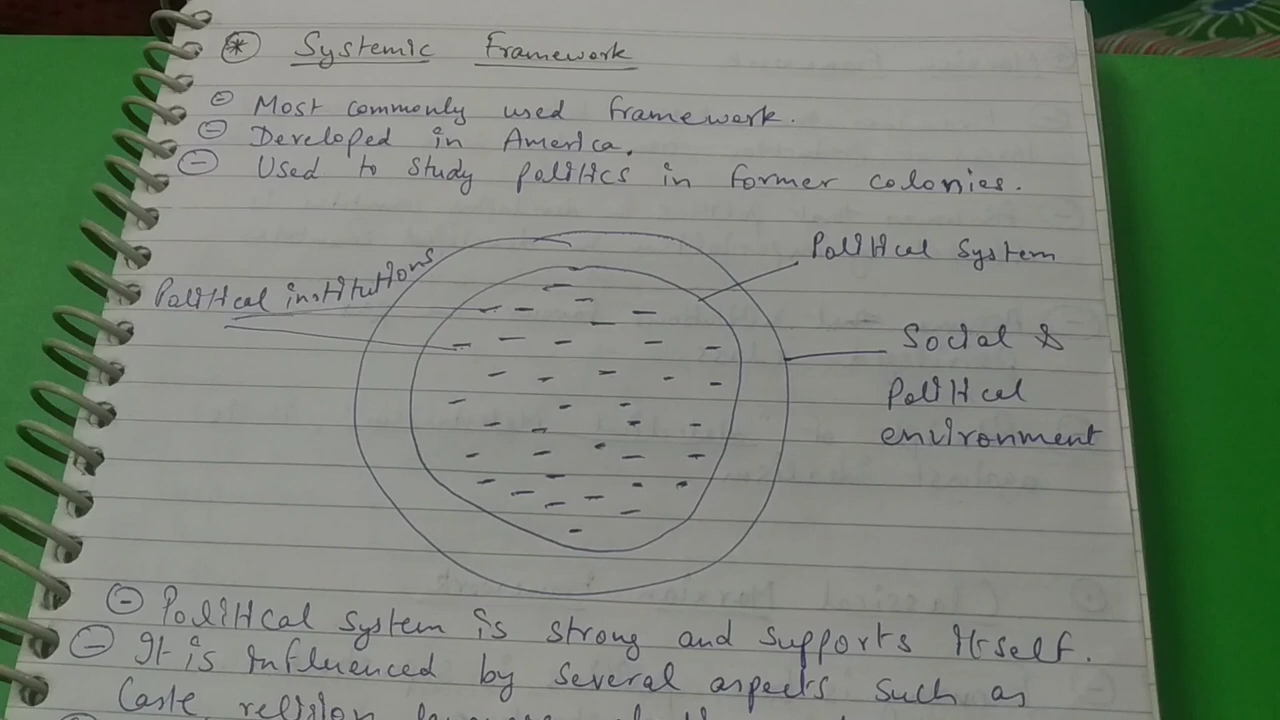 * Systemic Framework
- Most commonly used framework.
- Developed in America.
- Used to study politics in former colonies.
Political institutions
Political System
Social &
Political
environment
- Political system is strong and supports itself.
- It is influenced by several aspects such as
Caste, religion